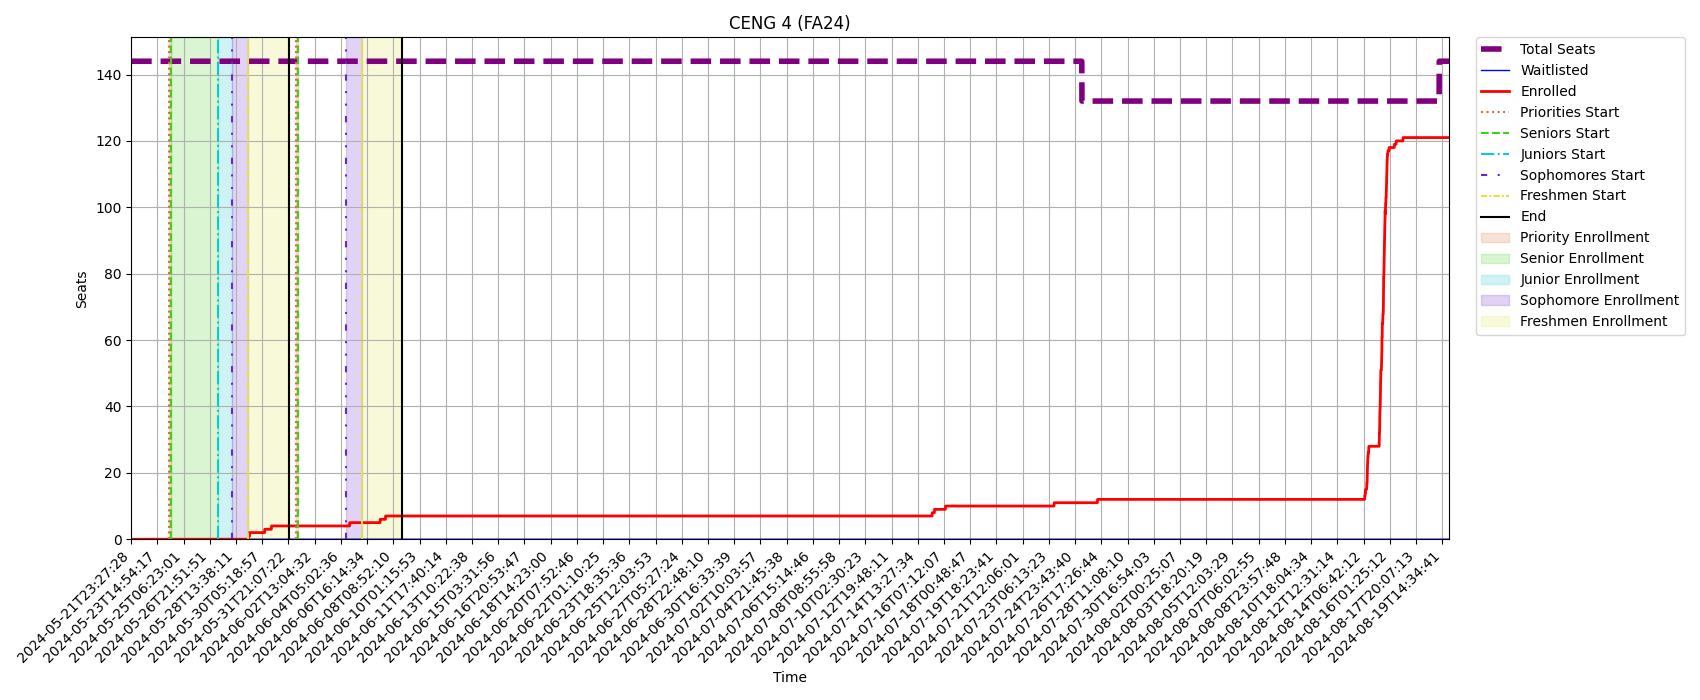 CENG 4 (FA24)
Seats
140
120
100
80
60
40
20
0
2024-05-21T23:27:28
2024-05-23T14:54:17
2024-05-25T06:23:01
2024-05-26T21:51:51
2024-05-28T13:38:11
2024-05-30T05:18:57
2024-05-31T21:07:22
2024-06-02T13:04:32
2024-06-04T05:02:36
2024-06-06T16:14:34
2024-06-08T08:52:10
2024-06-10T01:15:53
2024-06-11T17:40:14
2024-06-13T10:22:38
2024-06-15T03:31:56
2024-06-16T20:53:47
2024-06-18T14:23:00
2024-06-20T07:52:46
2024-06-22T01:10:25
2024-06-23T18:35:36
2024-06-25T12:03:53
2024-06-27T05:27:24
2024-06-28T22:48:10
2024-06-30T16:33:39
2024-07-02T10:03:57
2024-07-04T21:45:38
2024-07-06T15:14:46
2024-07-08T08:55:58
2024-07-10T02:30:23
2024-07-12T19:48:11
2024-07-14T13:27:34
2024-07-16T07:12:07
2024-07-18T00:48:47
2024-07-19T18:23:41
2024-07-21T12:06:01
2024-07-23T06:13:23
2024-07-24T23:43:40
2024-07-26T17:26:44
2024-07-28T11:08:10
2024-07-30T16:54:03
2024-08-02T00:25:07
2024-08-03T18:20:19
2024-08-05T12:03:29
2024-08-07T06:02:55
2024-08-08T23:57:48
2024-08-10T18:04:34
2024-08-12T12:31:14
2024-08-14T06:42:12
2024-08-16T01:25:12
2024-08-17T20:07:13
2024-08-19T14:34:41
Time
Total Seats
Waitlisted
Enrolled
Priorities Start
Seniors Start
Juniors Start
Sophomores Start
Freshmen Start
End
Priority Enrollment
Senior Enrollment
Junior Enrollment
Sophomore Enrollment
Freshmen Enrollment